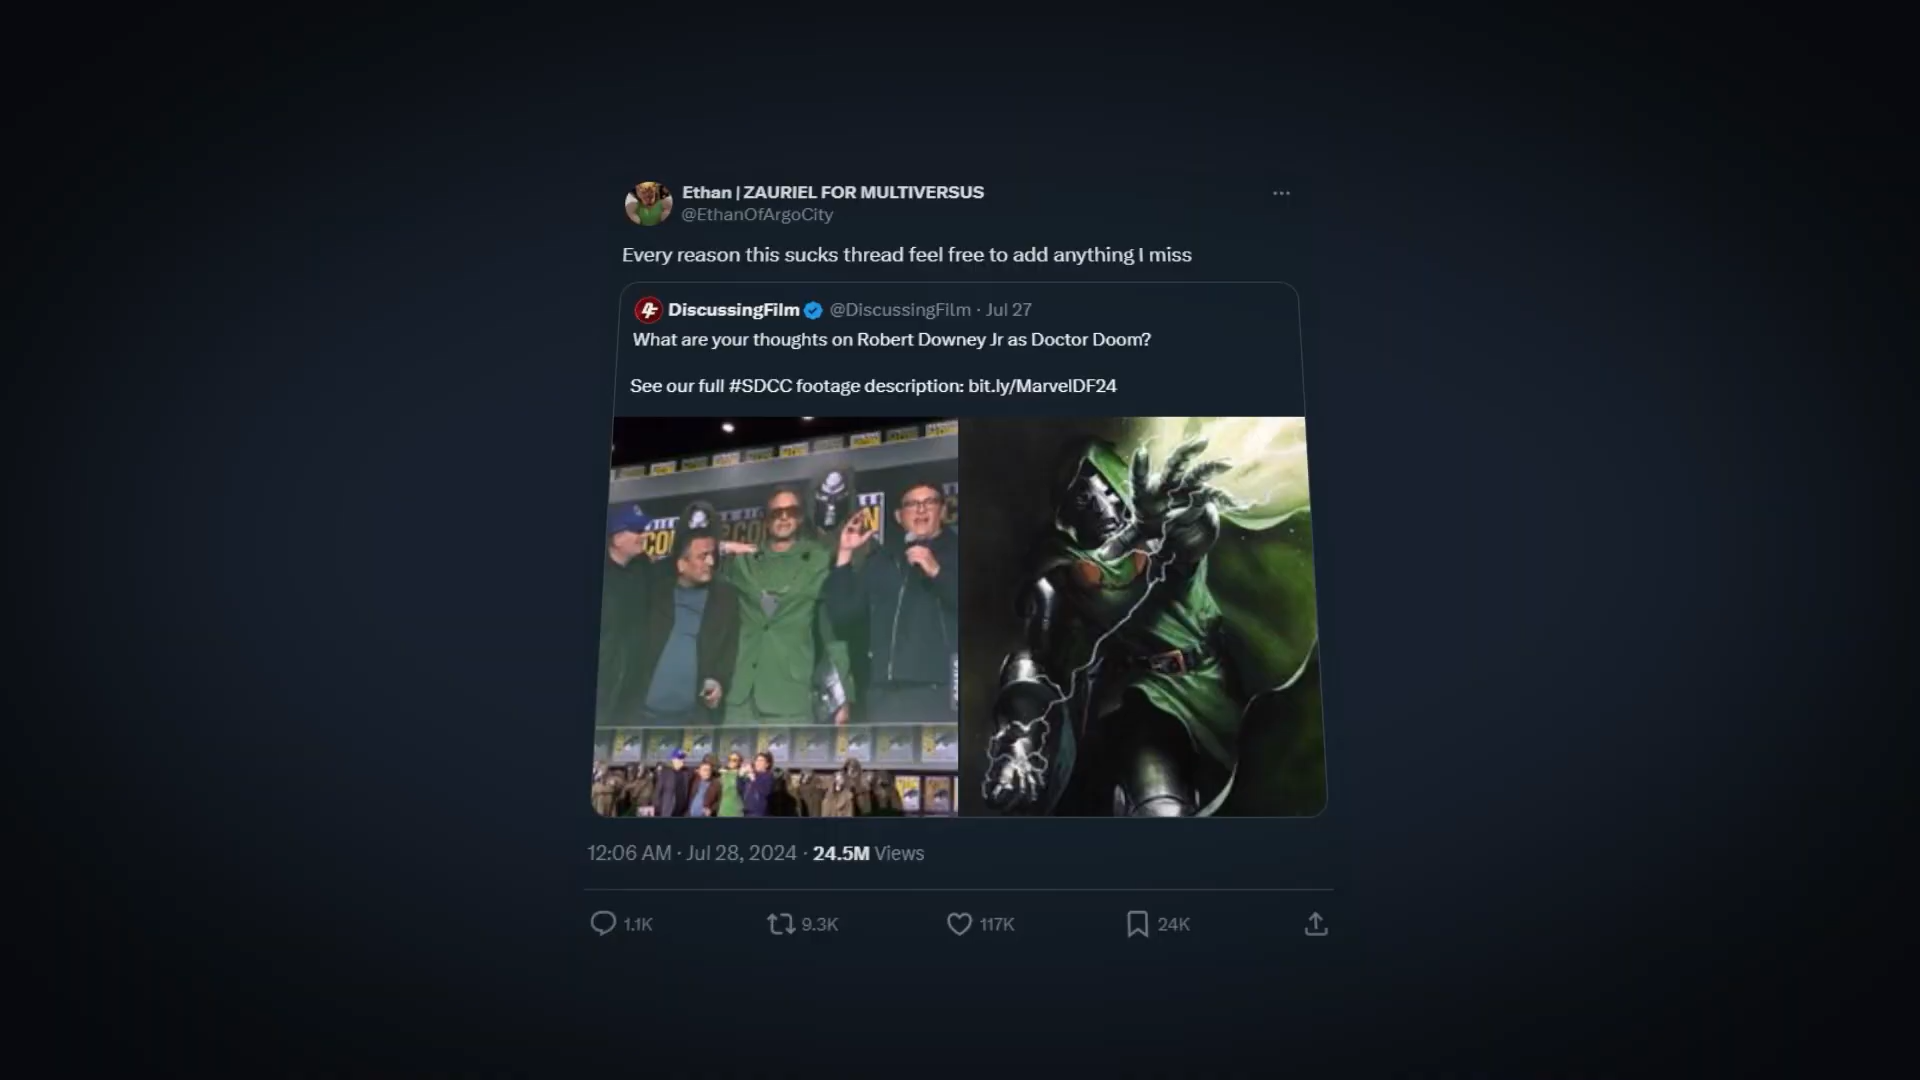 Ethan | ZAURIEL FOR MULTIVERSUS
@EthanOfArgoCity
Every reason this sucks thread feel free to add anything I miss
DiscussingFilm @DiscussingFilm · Jul 27
What are your thoughts on Robert Downey Jr as Doctor Doom?
See our full #SDCC footage description: bit.ly/MarvelDF24
12:06 AM · Jul 28, 2024 · 24.5M Views
1.1K 9.3K 117K 24K